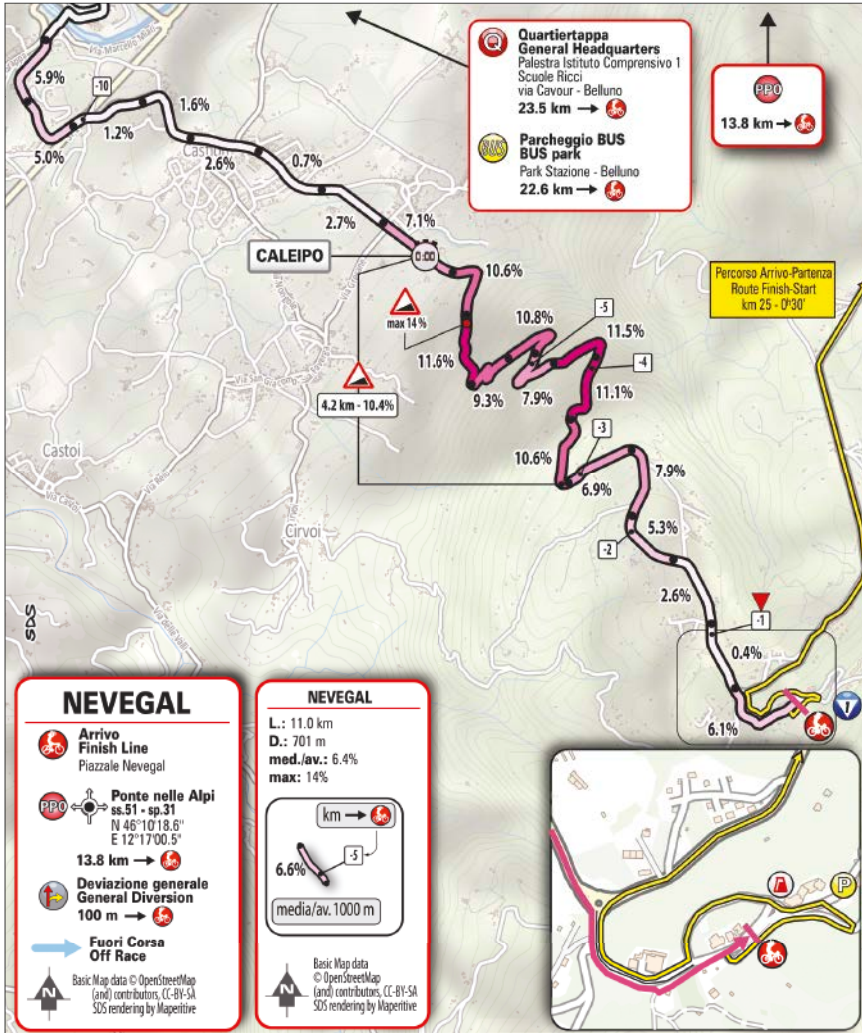 Quartiertappa
General Headquarters
Palestra Istituto Comprensivo 1
Scuole Ricci
via Cavour - Belluno
23.5 km
BUS
Parcheggio BUS
BUS park
Park Stazione - Belluno
22.6 km
PPO
13.8 km
Via Marcello Miari
5.9%
-10
1.6%
5.0%
1.2%
2.6%
0.7%
2.7%
7.1%
CALEIPO
0:00
10.6%
Percorso Arrivo-Partenza
Route Finish-Start
km 25 - 0h30'
max 14%
10.8%
-5
11.5%
11.6%
-4
9.3%
7.9%
11.1%
4.2 km - 10.4%
Castoi
-3
10.6%
6.9%
7.9%
Cirvoi
5.3%
-2
2.6%
SDS
-1
0.4%
6.1%
NEVEGAL
Arrivo
Finish Line
Piazzale Nevegal
PPO
Ponte nelle Alpi
ss.51 - sp.31
N 46°10'18.6"
E 12°17'00.5"
13.8 km
Deviazione generale
General Diversion
100 m
Fuori Corsa
Off Race
N
Basic Map data © OpenStreetMap
(and) contributors, CC-BY-SA
SDS rendering by Maperitive
NEVEGAL
L.: 11.0 km
D.: 701 m
med./av.: 6.4%
max: 14%
km
6.6%
-5
media/av. 1000 m
N
Basic Map data
© OpenStreetMap
(and) contributors, CC-BY-SA
SDS rendering by Maperitive
P